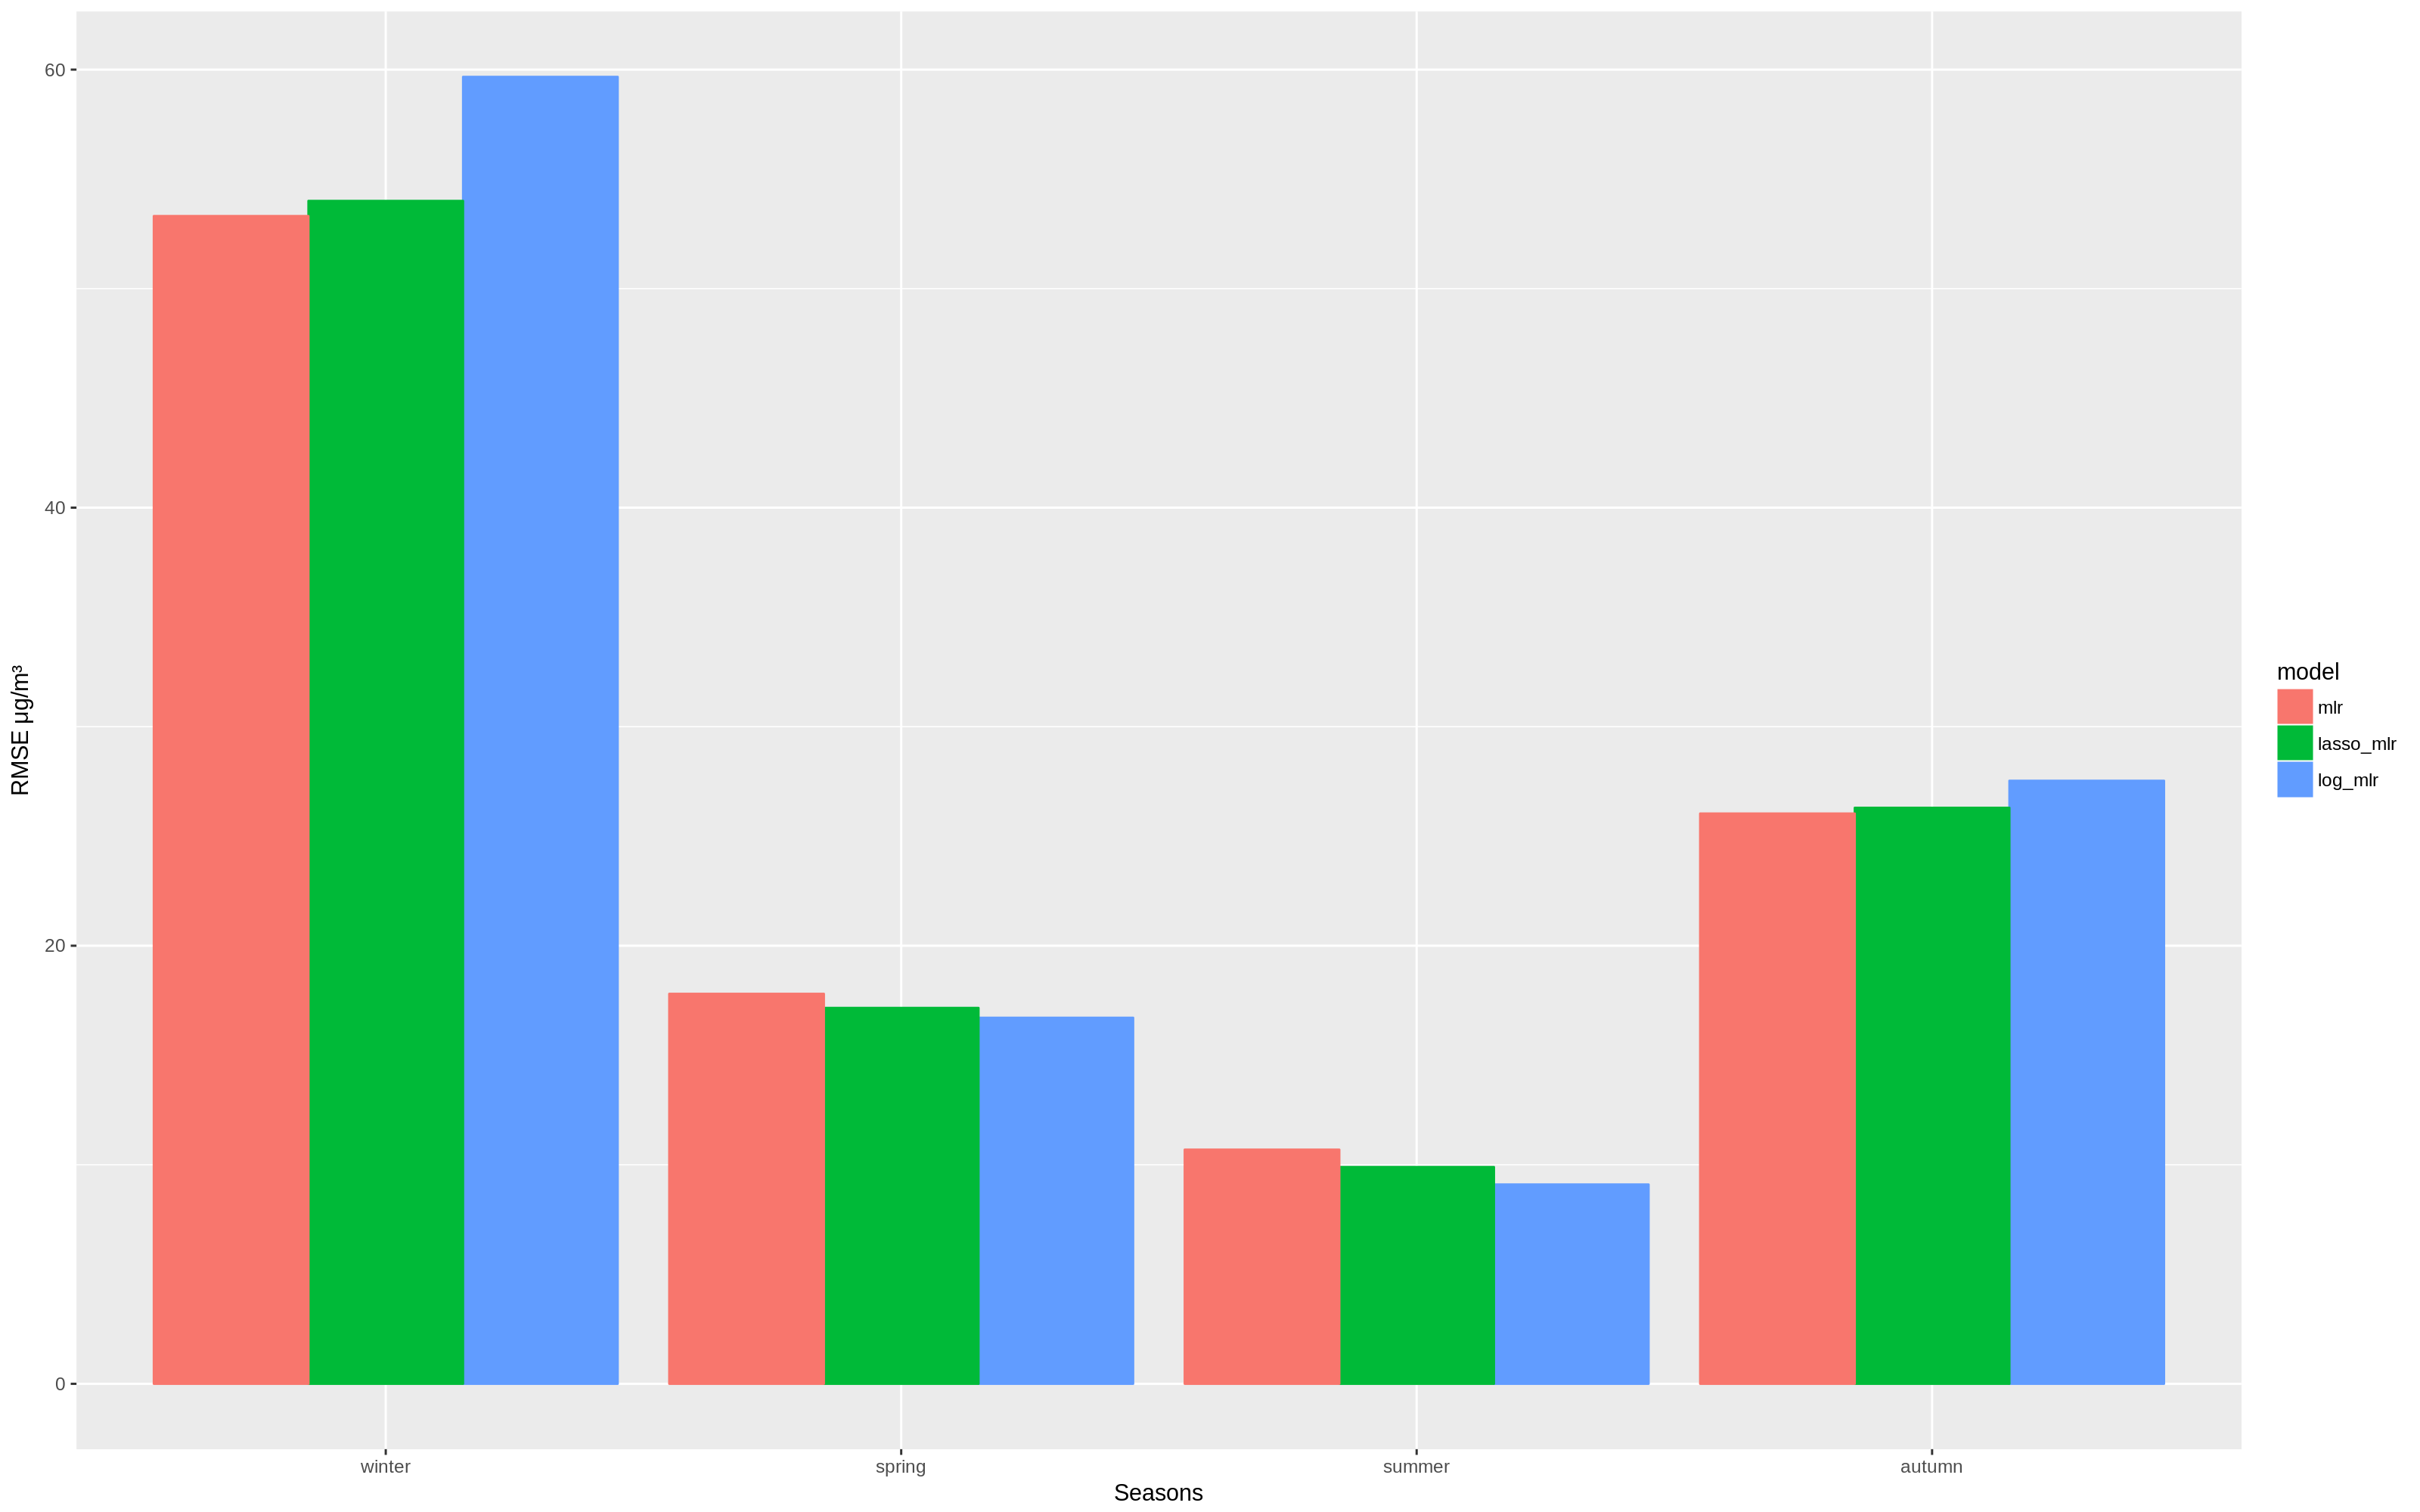 60
40
20
0
RMSE μg/m³
winter spring summer autumn
Seasons
model
mlr
lasso_mlr
log_mlr